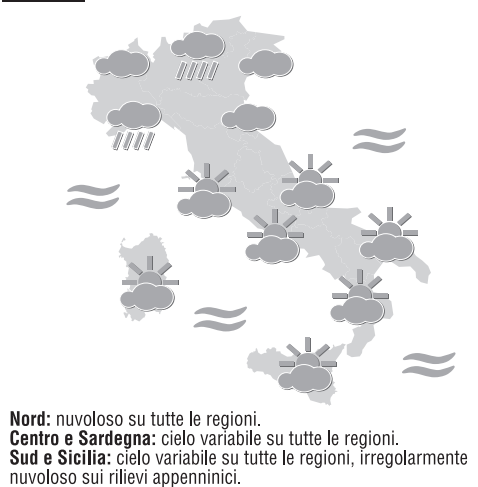 Nord: nuvoloso su tutte le regioni.
Centro e Sardegna: cielo variabile su tutte le regioni.
Sud e Sicilia: cielo variabile su tutte le regioni, irregolarmente
nuvoloso sui rilievi appenninici.